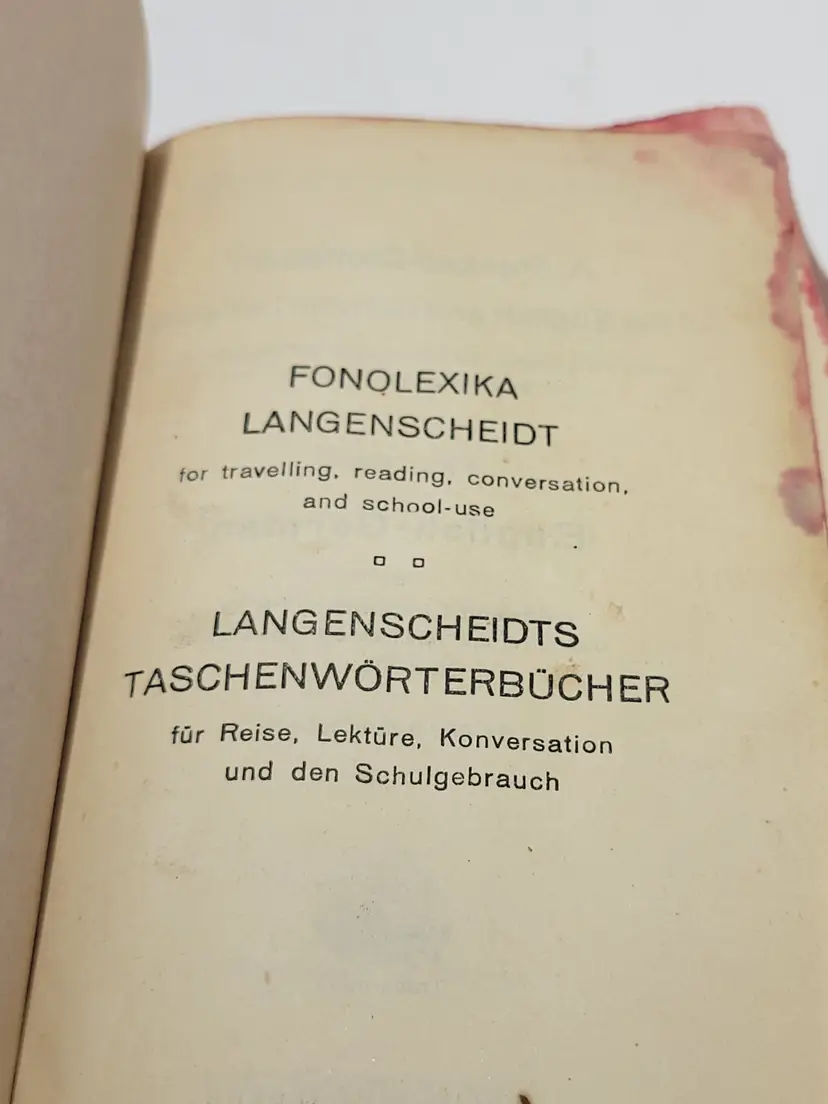 FONOLEXIKA
LANGENSCHEIDT
for travelling, reading, conversation,
and school-use
LANGENSCHEIDTS
TASCHENWÖRTERBÜCHER
für Reise, Lektüre, Konversation
und den Schulgebrauch